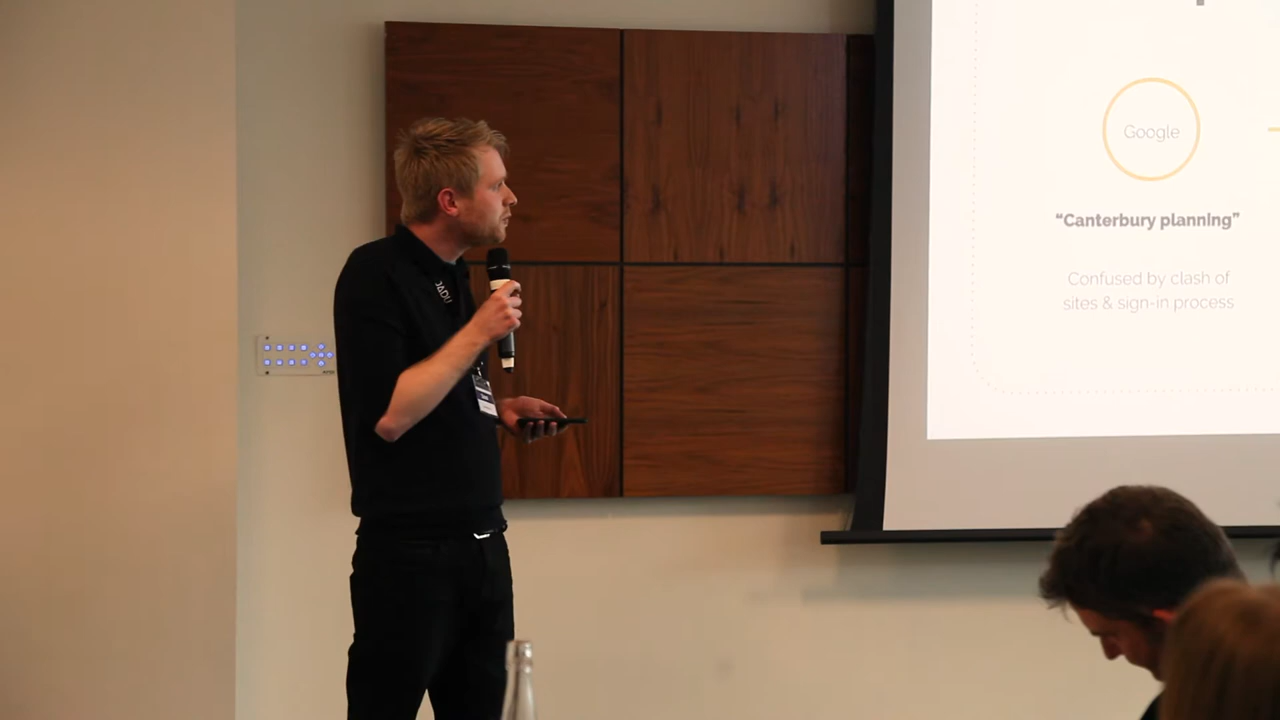 Google
“Canterbury planning”
Confused by clash of
sites & sign-in process